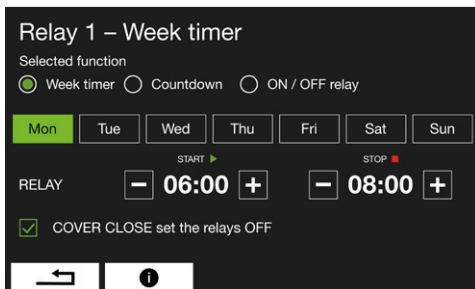 Relay 1 – Week timer
Selected function
Week timer Countdown ON / OFF relay
Mon Tue Wed Thu Fri Sat Sun
START STOP
RELAY − 06:00 + − 08:00 +
COVER CLOSE set the relays OFF